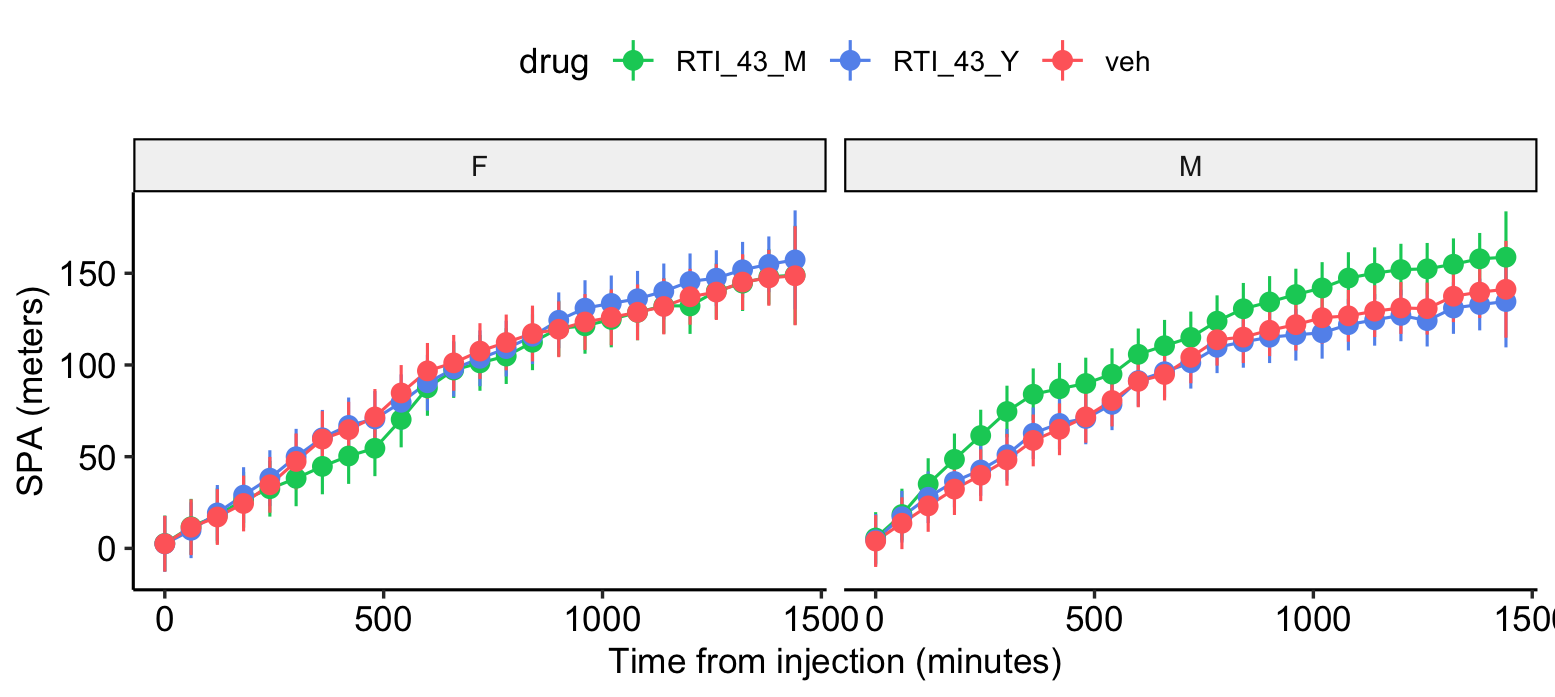 drug RTI_43_M RTI_43_Y veh
F M
150
100
50
0
SPA (meters)
0 500 1000 1500 0 500 1000 150
Time from injection (minutes)